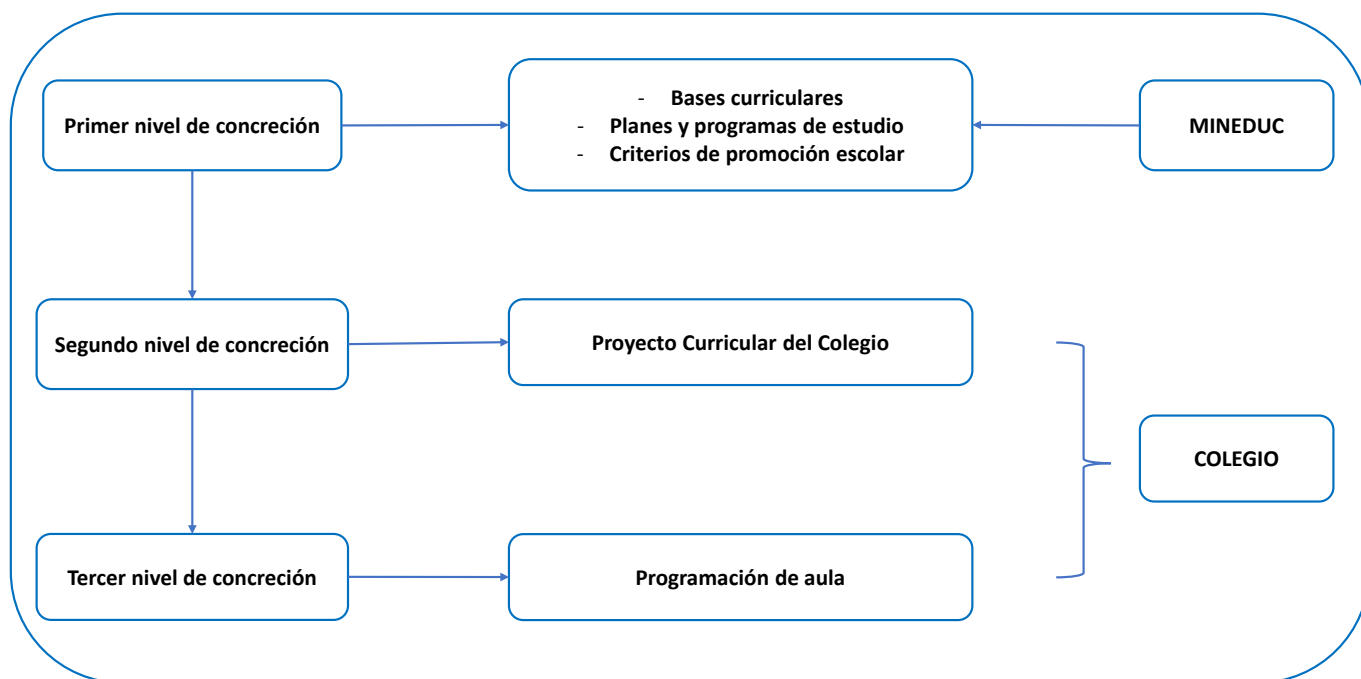 Primer nivel de concreción
- Bases curriculares
- Planes y programas de estudio
- Criterios de promoción escolar
MINEDUC
Segundo nivel de concreción
Proyecto Curricular del Colegio
COLEGIO
Tercer nivel de concreción
Programación de aula